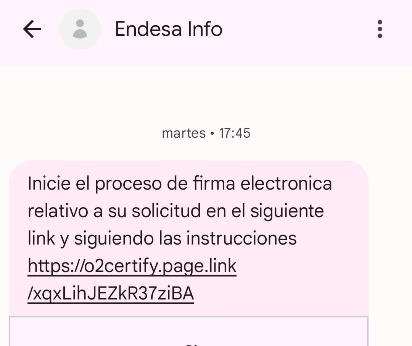 Endesa Info
martes • 17:45
Inicie el proceso de firma electronica
relativo a su solicitud en el siguiente
link y siguiendo las instrucciones
https://o2certify.page.link
/xqxLihJEZkR37ziBA